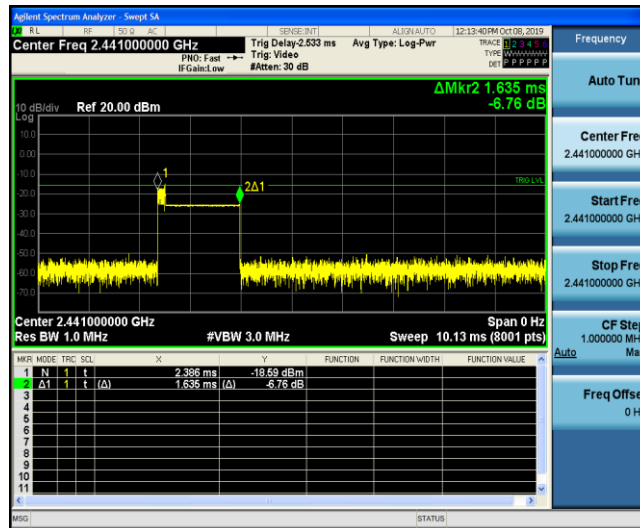 Agilent Spectrum Analyzer - Swept SA
RL RF 50 Ω AC SENSE:INT ALIGN AUTO 12:13:40 PM Oct 08, 2019
Center Freq 2.441000000 GHz
Trig Delay-2.533 ms Avg Type: Log-Pwr TRACE 1 2 3 4 5 6
PNO: Fast Trig: Video TYPE
IFGain:Low #Atten: 30 dB DET P P P P P P
Frequency
Auto Tun
Center Fre
2.441000000 GH
Start Fre
2.441000000 GH
Stop Fre
2.441000000 GH
CF Step
1.000000 MH
Auto Ma
Freq Offse
0 H
ΔMkr2 1.635 ms
-6.76 dB
10 dB/div Ref 20.00 dBm
Log
10.0
0.00
-10.0
-20.0
-30.0
-40.0
-50.0
-60.0
-70.0
1
2Δ1
TRIG LVL
Center 2.441000000 GHz Span 0 Hz
Res BW 1.0 MHz #VBW 3.0 MHz Sweep 10.13 ms (8001 pts)
MKR MODE TRC SCL X Y FUNCTION FUNCTION WIDTH FUNCTION VALUE
1 N 1 t 2.386 ms -18.59 dBm
2 Δ1 1 t (Δ) 1.635 ms (Δ) -6.76 dB
3
4
5
6
7
8
9
10
11
MSG STATUS